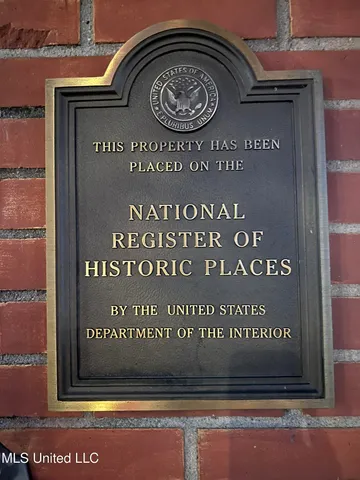 UNITED STATES OF AMERICA
E PLURIBUS UNUM
THIS PROPERTY HAS BEEN
PLACED ON THE
NATIONAL
REGISTER OF
HISTORIC PLACES
BY THE UNITED STATES
DEPARTMENT OF THE INTERIOR
MLS United LLC